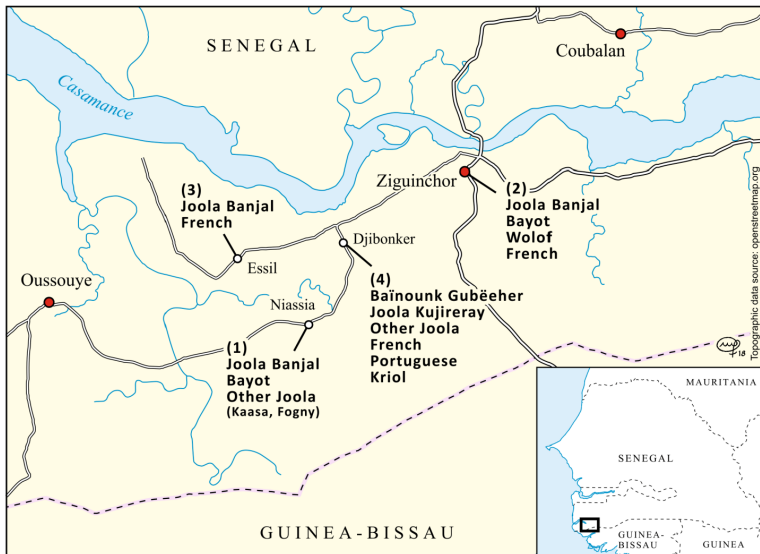 SENEGAL
Coubalan
Casamance
Ziguinchor
(2)
Joola Banjal
Bayot
Wolof
French
(3)
Joola Banjal
French
Djibonker
Essil
Oussouye
(4)
Baïnounk Gubëeher
Joola Kujireray
Other Joola
French
Portuguese
Kriol
Niassia
(1)
Joola Banjal
Bayot
Other Joola
(Kaasa, Fogny)
Topographic data source: openstreetmap.org
18
GUINEA-BISSAU
MAURITANIA
SENEGAL
GUINEA-
BISSAU
GUINEA